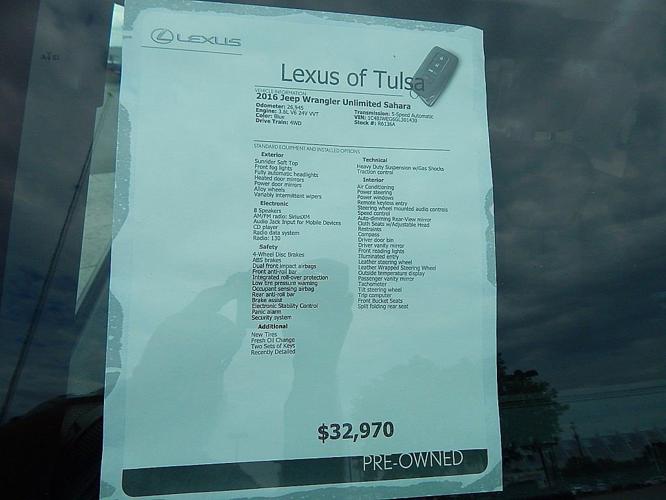 LEXUS
Lexus of Tulsa
VEHICLE INFORMATION
2016 Jeep Wrangler Unlimited Sahara
Odometer: 26,945
Engine: 3.6L V6 24V VVT
Color: Blue
Drive Train: 4WD
Transmission: 5-Speed Automatic
VIN:
Stock #: R6136A
STANDARD EQUIPMENT AND INSTALLED OPTIONS
Exterior
Sunrider Soft Top
Front fog lights
Fully automatic headlights
Heated door mirrors
Power door mirrors
Alloy wheels
Variably intermittent wipers
Electronic
8 Speakers
AM/FM radio: SiriusXM
Audio Jack Input for Mobile Devices
CD player
Radio data system
Radio: 130
Safety
4-Wheel Disc Brakes
ABS brakes
Dual front impact airbags
Front anti-roll bar
Integrated roll-over protection
Low tire pressure warning
Occupant sensing airbag
Rear anti-roll bar
Brake assist
Electronic Stability Control
Panic alarm
Security system
Additional
New Tires
Fresh Oil Change
Two Sets of Keys
Recently Detailed
Technical
Heavy Duty Suspension w/Gas Shocks
Traction control
Interior
Air Conditioning
Power steering
Power windows
Remote keyless entry
Steering wheel mounted audio controls
Speed control
Auto-dimming Rear-View mirror
Cloth Seats w/Adjustable Head
Restraints
Compass
Driver door bin
Driver vanity mirror
Front reading lights
Illuminated entry
Leather steering wheel
Leather Wrapped Steering Wheel
Outside temperature display
Passenger vanity mirror
Tachometer
Tilt steering wheel
Trip computer
Front Bucket Seats
Split folding rear seat
$32,970
PRE-OWNED